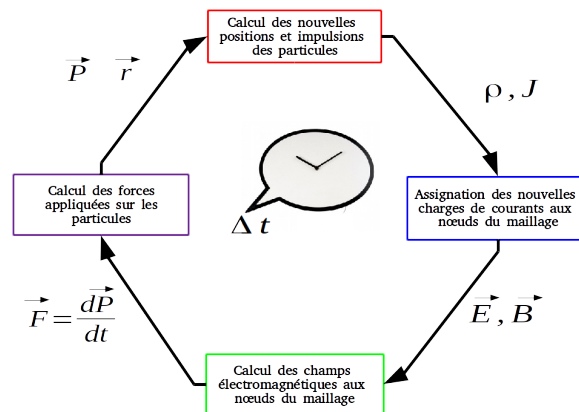 Calcul des nouvelles
positions et impulsions
des particules
P⃗ r⃗
ρ , J
Calcul des forces
appliquées sur les
particules
Assignation des nouvelles
charges de courants aux
nœuds du maillage
Δ t
F⃗ = dP⃗/dt
E⃗ , B⃗
Calcul des champs
électromagnétiques aux
nœuds du maillage